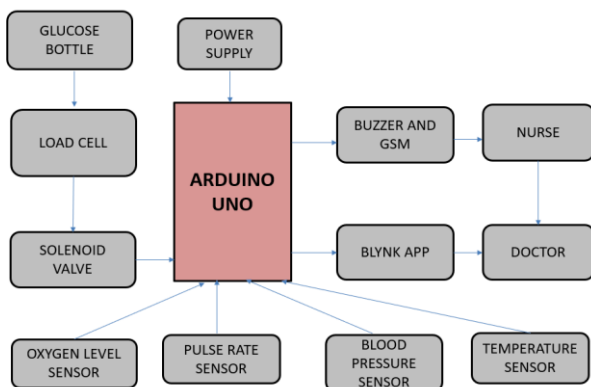 GLUCOSE
BOTTLE
POWER
SUPPLY
LOAD CELL
ARDUINO
UNO
BUZZER AND
GSM
NURSE
SOLENOID
VALVE
BLYNK APP
DOCTOR
OXYGEN LEVEL
SENSOR
PULSE RATE
SENSOR
BLOOD
PRESSURE
SENSOR
TEMPERATURE
SENSOR